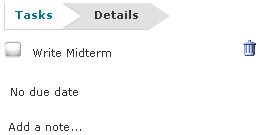 Tasks Details
Write Midterm
No due date
Add a note...